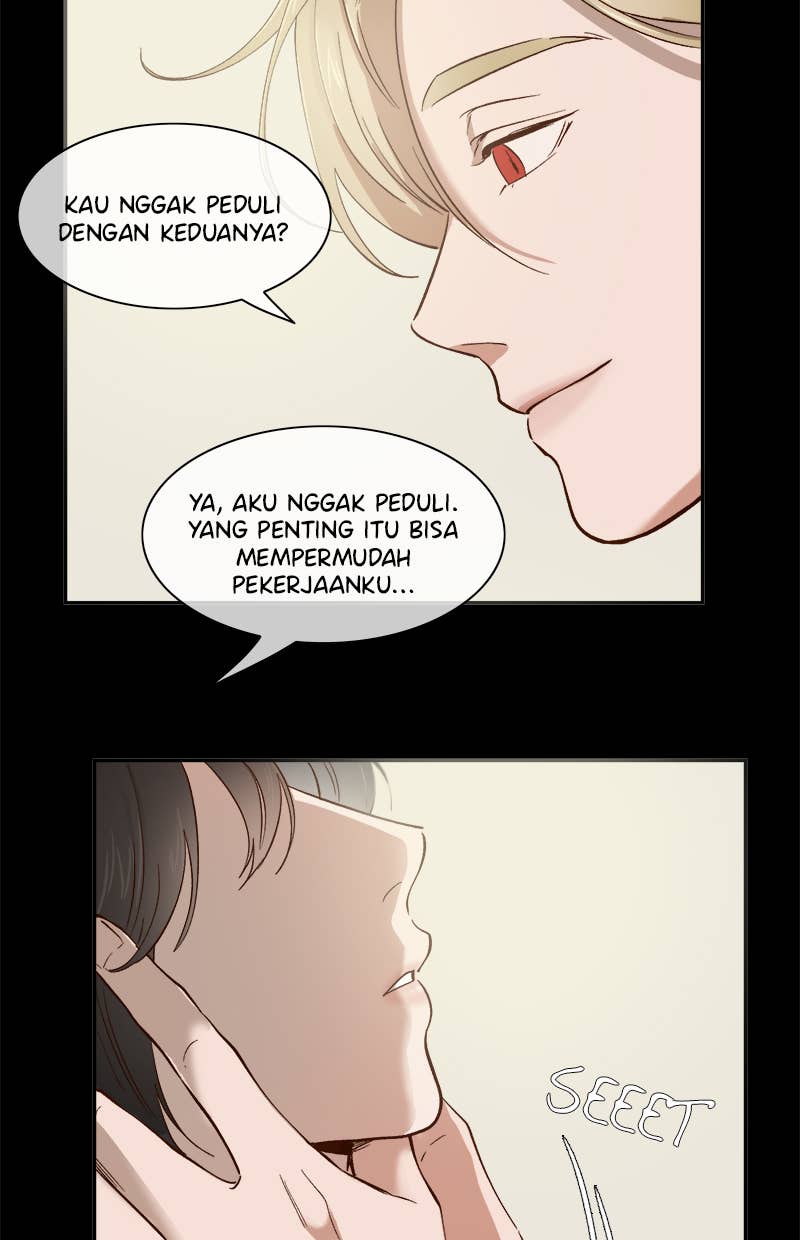 KAU NGGAK PEDULI
DENGAN KEDUANYA?
YA, AKU NGGAK PEDULI.
YANG PENTING ITU BISA
MEMPERMUDAH
PEKERJAANKU...
SEEET